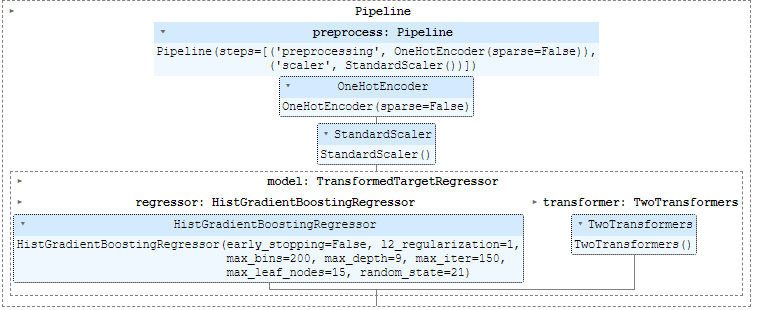 Pipeline
preprocess: Pipeline
Pipeline(steps=[('preprocessing', OneHotEncoder(sparse=False)),
('scaler', StandardScaler())])
OneHotEncoder
OneHotEncoder(sparse=False)
StandardScaler
StandardScaler()
model: TransformedTargetRegressor
regressor: HistGradientBoostingRegressor
transformer: TwoTransformers
HistGradientBoostingRegressor
HistGradientBoostingRegressor(early_stopping=False, l2_regularization=1,
max_bins=200, max_depth=9, max_iter=150,
max_leaf_nodes=15, random_state=21)
TwoTransformers
TwoTransformers()